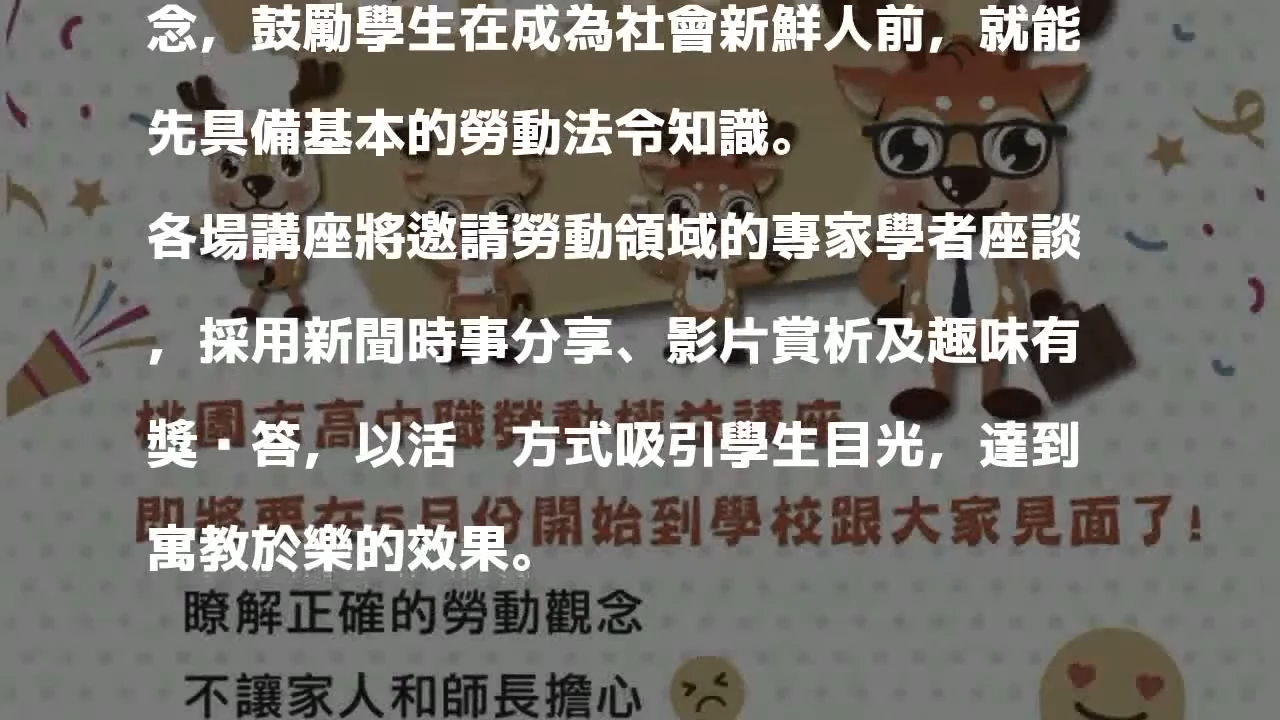 念，鼓勵學生在成為社會新鮮人前，就能
先具備基本的勞動法令知識。
各場講座將邀請勞動領域的專家學者座談
，採用新聞時事分享、影片賞析及趣味有
獎▪答，以活　方式吸引學生目光，達到
桃園市高中職勞動權益講座
即將要在5月份開始到學校跟大家見面了!
寓教於樂的效果。
瞭解正確的勞動觀念
不讓家人和師長擔心